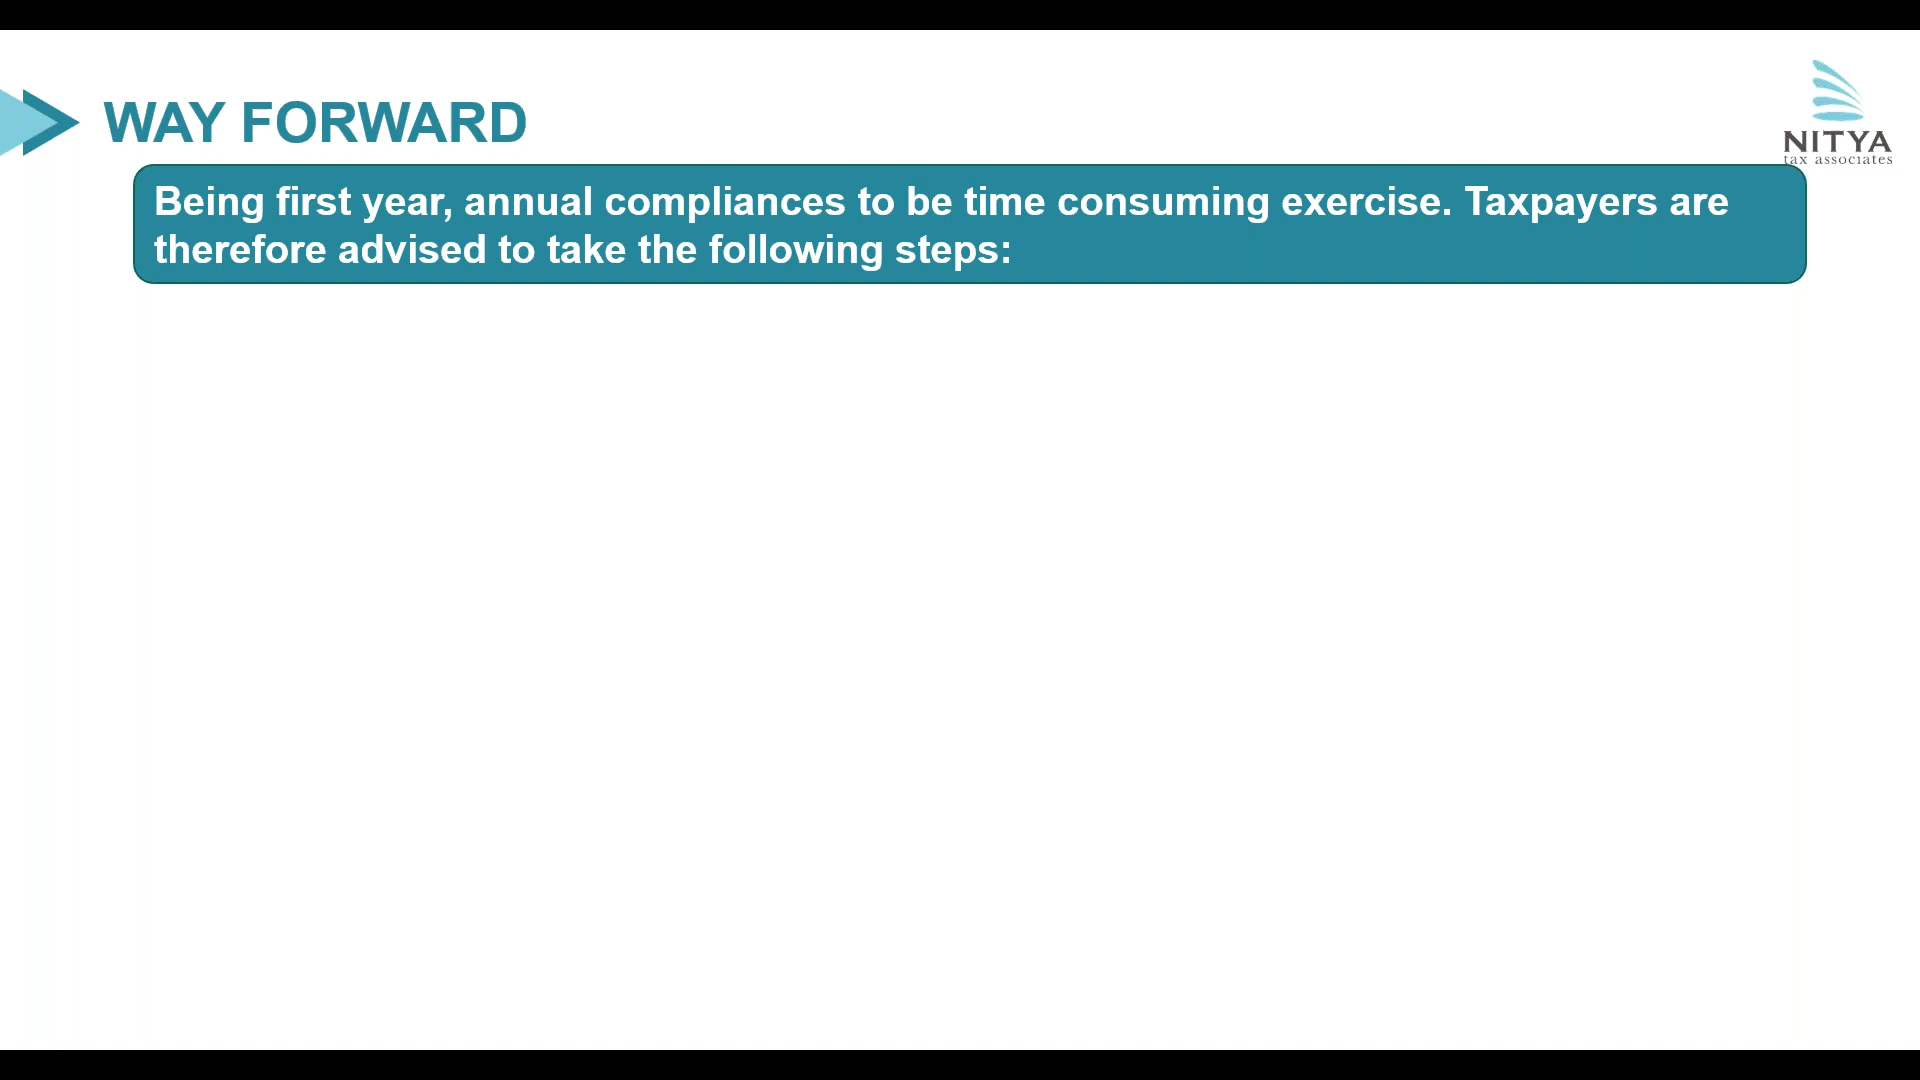 WAY FORWARD
NITYA
tax associates
Being first year, annual compliances to be time consuming exercise. Taxpayers are
therefore advised to take the following steps: